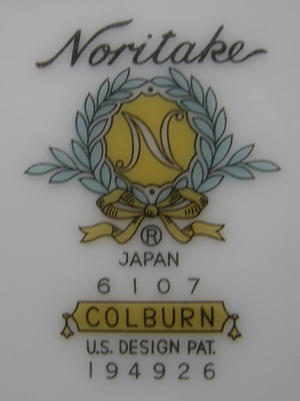 Noritake
N
®
JAPAN
6107
COLBURN
U.S. DESIGN PAT.
194926